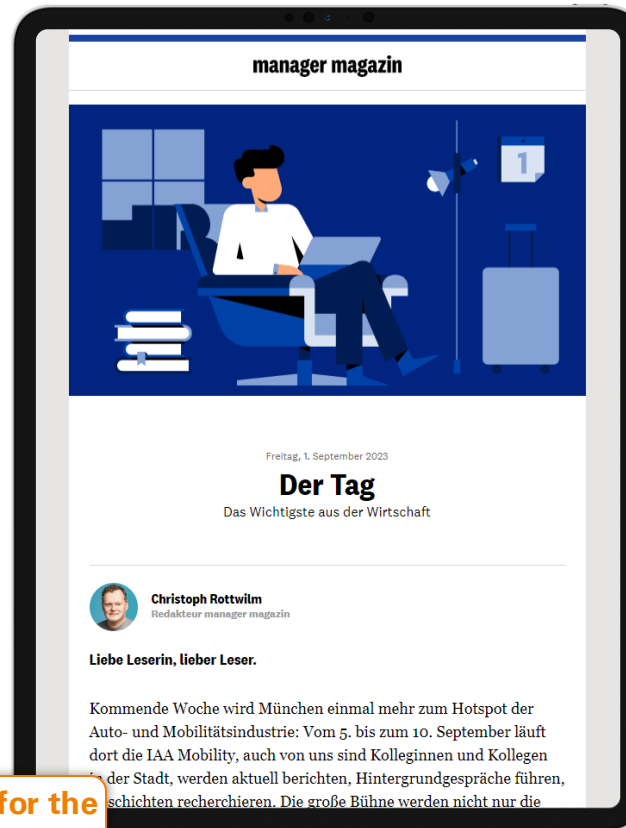 manager magazin
1
Freitag, 1. September 2023
Der Tag
Das Wichtigste aus der Wirtschaft
Christoph Rottwilm
Redakteur manager magazin
Liebe Leserin, lieber Leser.
Kommende Woche wird München einmal mehr zum Hotspot der
Auto- und Mobilitätsindustrie: Vom 5. bis zum 10. September läuft
dort die IAA Mobility, auch von uns sind Kolleginnen und Kollegen
der Stadt, werden aktuell berichten, Hintergrundgespräche führen,
schichten recherchieren. Die große Bühne werden nicht nur die
for the